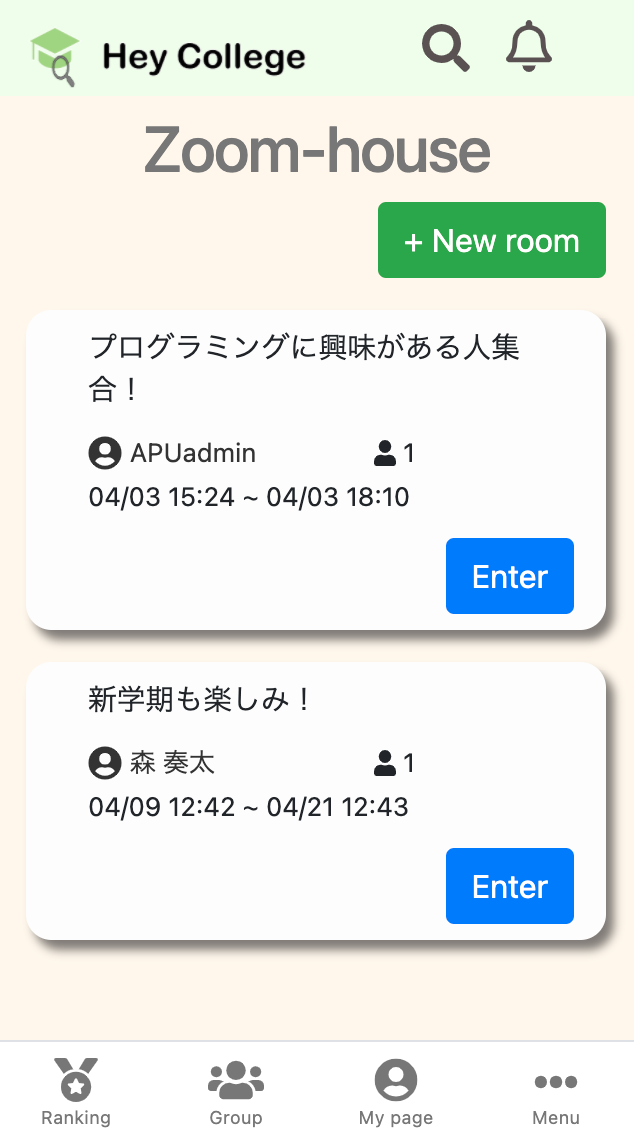 Hey College
Zoom-house
+ New room
プログラミングに興味がある人集
合！
APUadmin 1
04/03 15:24 ~ 04/03 18:10
Enter
新学期も楽しみ！
森 奏太 1
04/09 12:42 ~ 04/21 12:43
Enter
Ranking Group My page Menu